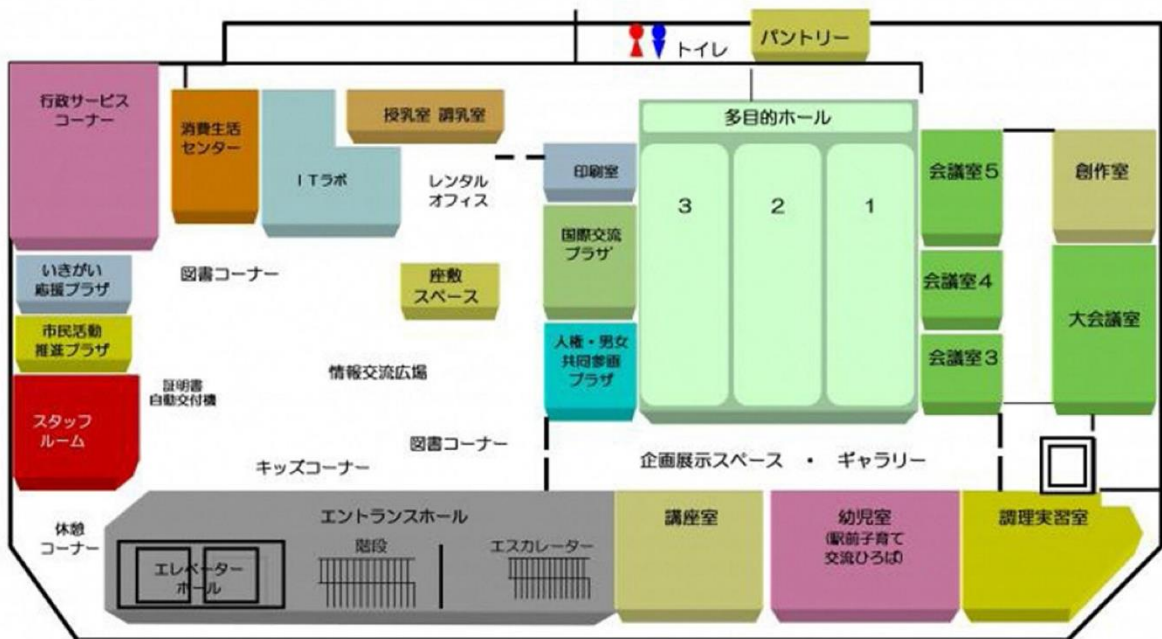 トイレ
パントリー
行政サービス
コーナー
消費生活
センター
ITラボ
授乳室 調乳室
レンタル
オフィス
印刷室
多目的ホール
3
2
1
会議室5
創作室
国際交流
プラザ
いきがい
応援プラザ
図書コーナー
座敷
スペース
会議室4
大会議室
市民活動
推進プラザ
人権・男女
共同参画
プラザ
会議室3
証明書
自動交付機
情報交流広場
スタッフ
ルーム
図書コーナー
キッズコーナー
企画展示スペース ・ ギャラリー
休憩
コーナー
エントランスホール
階段
エスカレーター
エレベーター
ホール
講座室
幼児室
(駅前子育て
交流ひろば)
調理実習室